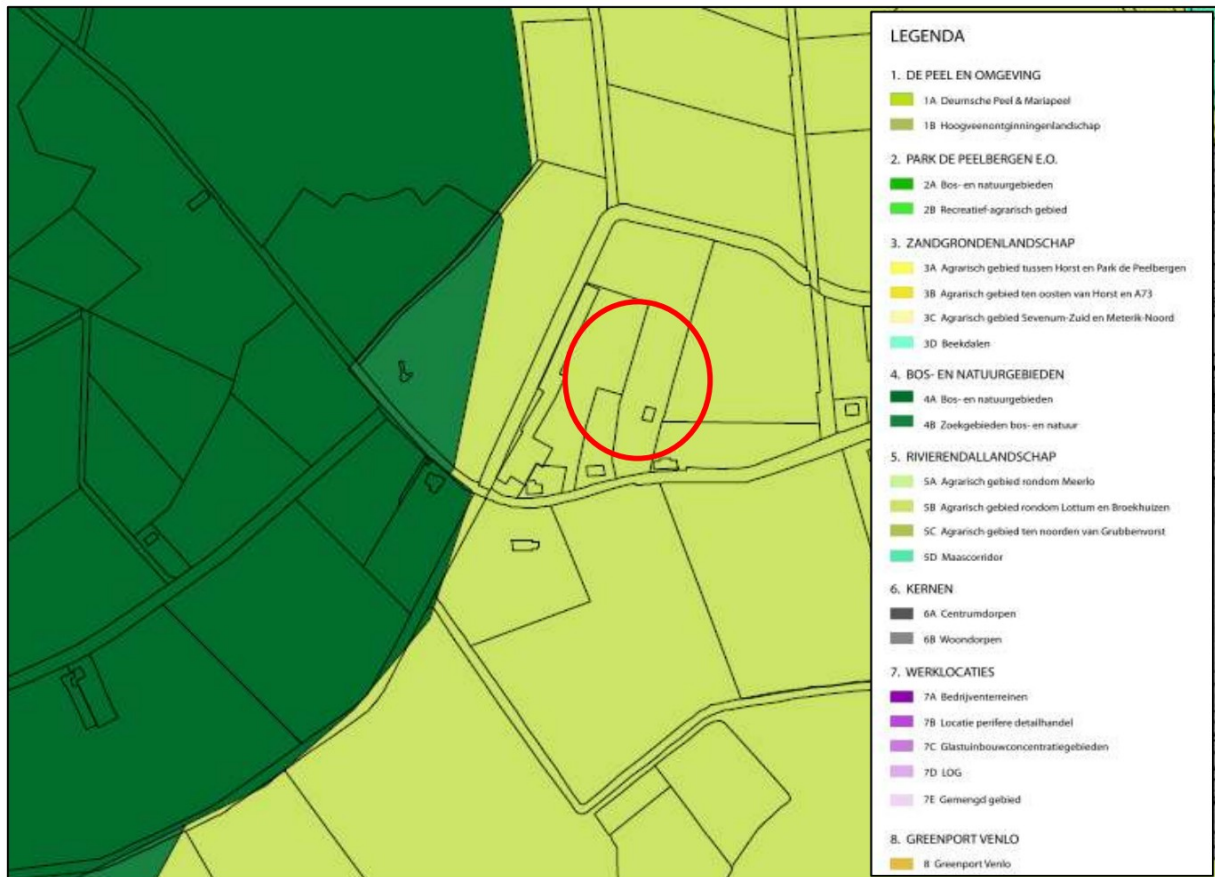 LEGENDA
1. DE PEEL EN OMGEVING
1A Deurnsche Peel & Mariapeel
1B Hoogveenontginningenlandschap
2. PARK DE PEELBERGEN E.O.
2A Bos- en natuurgebieden
2B Recreatief-agrarisch gebied
3. ZANDGRONDENLANDSCHAP
3A Agrarisch gebied tussen Horst en Park de Peelbergen
3B Agrarisch gebied ten oosten van Horst en A73
3C Agrarisch gebied Sevenum-Zuid en Meterik-Noord
3D Beekdalen
4. BOS- EN NATUURGEBIEDEN
4A Bos- en natuurgebieden
4B Zoekgebieden bos- en natuur
5. RIVIERENDALLANDSCHAP
5A Agrarisch gebied rondom Meerlo
5B Agrarisch gebied rondom Lottum en Broekhuizen
5C Agrarisch gebied ten noorden van Grubbenvorst
5D Maascorridor
6. KERNEN
6A Centrumdorpen
6B Woondorpen
7. WERKLOCATIES
7A Bedrijventerreinen
7B Locatie perifere detailhandel
7C Glastuinbouwconcentratiegebieden
7D LOG
7E Gemengd gebied
8. GREENPORT VENLO
8 Greenport Venlo